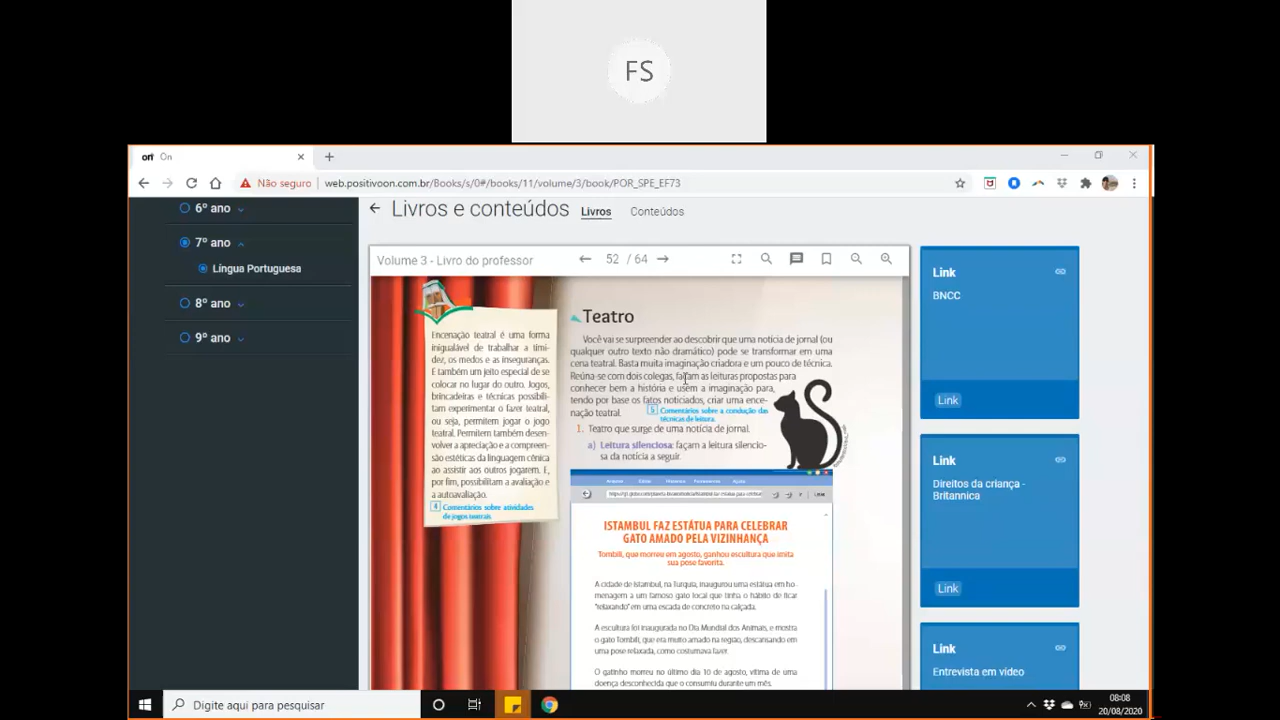 FS
on On
Não seguro web.positivoon.com.br/Books/s/0#/books/11/volume/3/book/POR_SPE_EF73
6º ano
7º ano
Língua Portuguesa
8º ano
9º ano
Livros e conteúdos Livros Conteúdos
Volume 3 - Livro do professor 52 / 64
Encenação teatral é uma forma
inigualável de trabalhar a timi-
dez, os medos e as inseguranças.
É também um jeito especial de se
colocar no lugar do outro. Jogos,
brincadeiras e técnicas possibili-
tam experimentar o fazer teatral,
ou seja, permitem jogar o jogo
teatral. Permitem também desen-
volver a apreciação e a compreen-
são estéticas da linguagem cênica
ao assistir aos outros jogarem. E,
por fim, possibilitam a avaliação e
a autoavaliação.
4 Comentários sobre atividades
de jogos teatrais.
Teatro
Você vai se surpreender ao descobrir que uma notícia de jornal (ou
qualquer outro texto não dramático) pode se transformar em uma
cena teatral. Basta muita imaginação criadora e um pouco de técnica.
Reúna-se com dois colegas, façam as leituras propostas para
conhecer bem a história e usem a imaginação para,
tendo por base os fatos noticiados, criar uma ence-
nação teatral.
5 Comentários sobre a condução das
técnicas de leitura.
1. Teatro que surge de uma notícia de jornal.
a) Leitura silenciosa: façam a leitura silencio-
sa da notícia a seguir.
ISTAMBUL FAZ ESTÁTUA PARA CELEBRAR
GATO AMADO PELA VIZINHANÇA
Tombili, que morreu em agosto, ganhou escultura que imita
sua pose favorita.
A cidade de Istambul, na Turquia, inaugurou uma estátua em ho-
menagem a um famoso gato local que tinha o hábito de ficar
"relaxando" em uma escada de concreto na calçada.
A escultura foi inaugurada no Dia Mundial dos Animais, e mostra
o gato Tombili, que era muito amado na região, descansando em
uma pose relaxada, como costumava fazer.
O gatinho morreu no último dia 10 de agosto, vítima de uma
doença desconhecida que o consumiu durante um mês.
Link
BNCC
Link
Link
Direitos da criança -
Britannica
Link
Link
Entrevista em vídeo
Digite aqui para pesquisar
08:08
20/08/2020